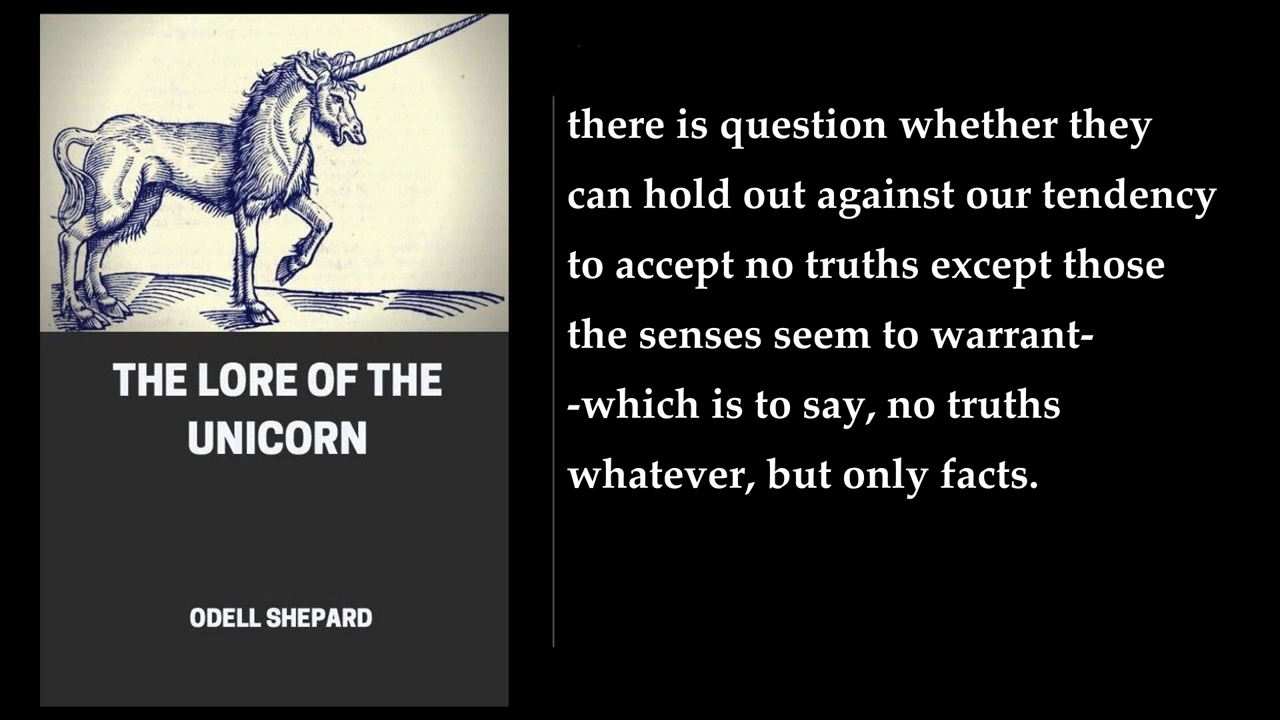 THE LORE OF THE
UNICORN
ODELL SHEPARD
there is question whether they
can hold out against our tendency
to accept no truths except those
the senses seem to warrant-
-which is to say, no truths
whatever, but only facts.